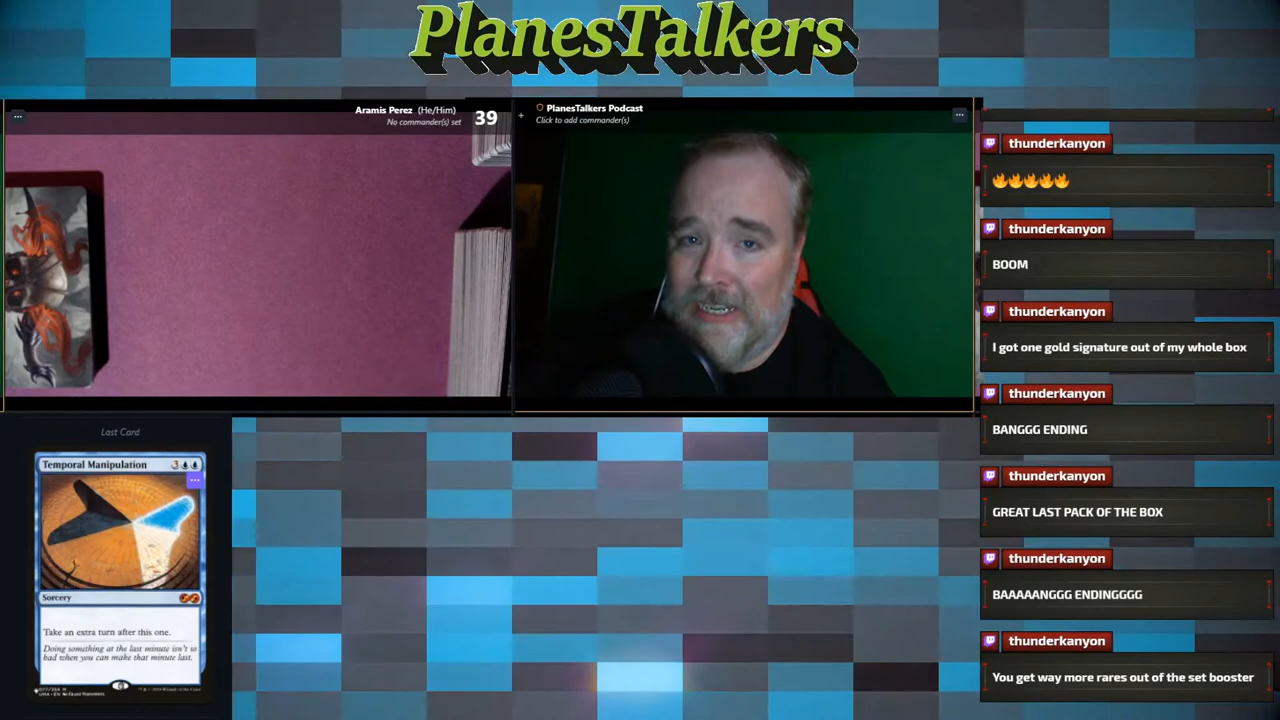 PlanesTalkers
Aramis Perez (He/Him)
No commander(s) set
39
PlanesTalkers Podcast
Click to add commander(s)
thunderkanyon
🔥🔥🔥🔥🔥
thunderkanyon
BOOM
thunderkanyon
I got one gold signature out of my whole box
thunderkanyon
BANGGG ENDING
thunderkanyon
GREAT LAST PACK OF THE BOX
thunderkanyon
BAAAAANGGG ENDINGGGG
thunderkanyon
You get way more rares out of the set booster
Last Card
Temporal Manipulation 3
Sorcery
Take an extra turn after this one.
Doing something at the last minute isn't so
bad when you can make that minute last.